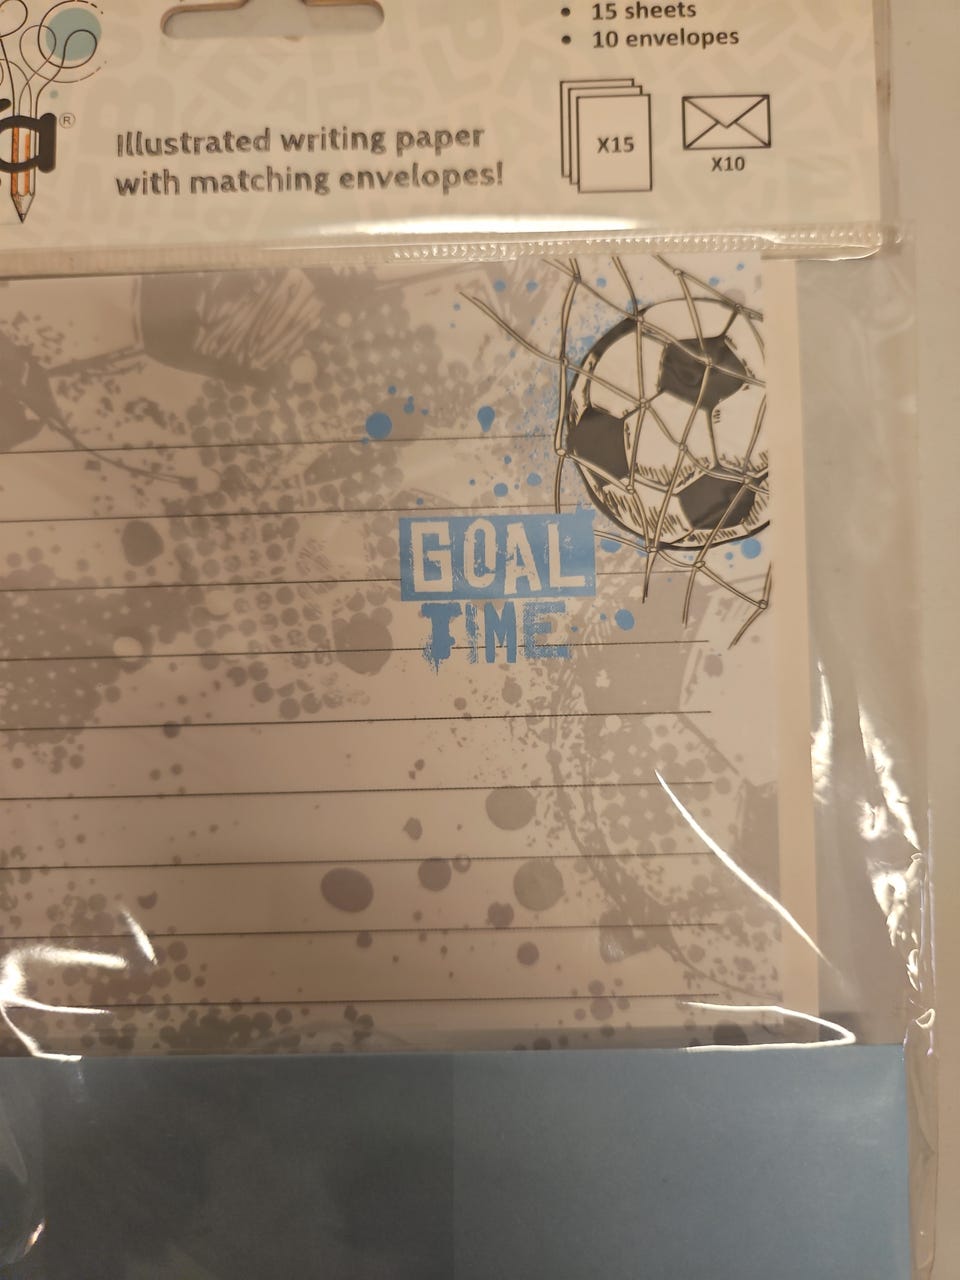 • 15 sheets
• 10 envelopes
®
Illustrated writing paper
with matching envelopes!
X15
X10
GOAL
TIME